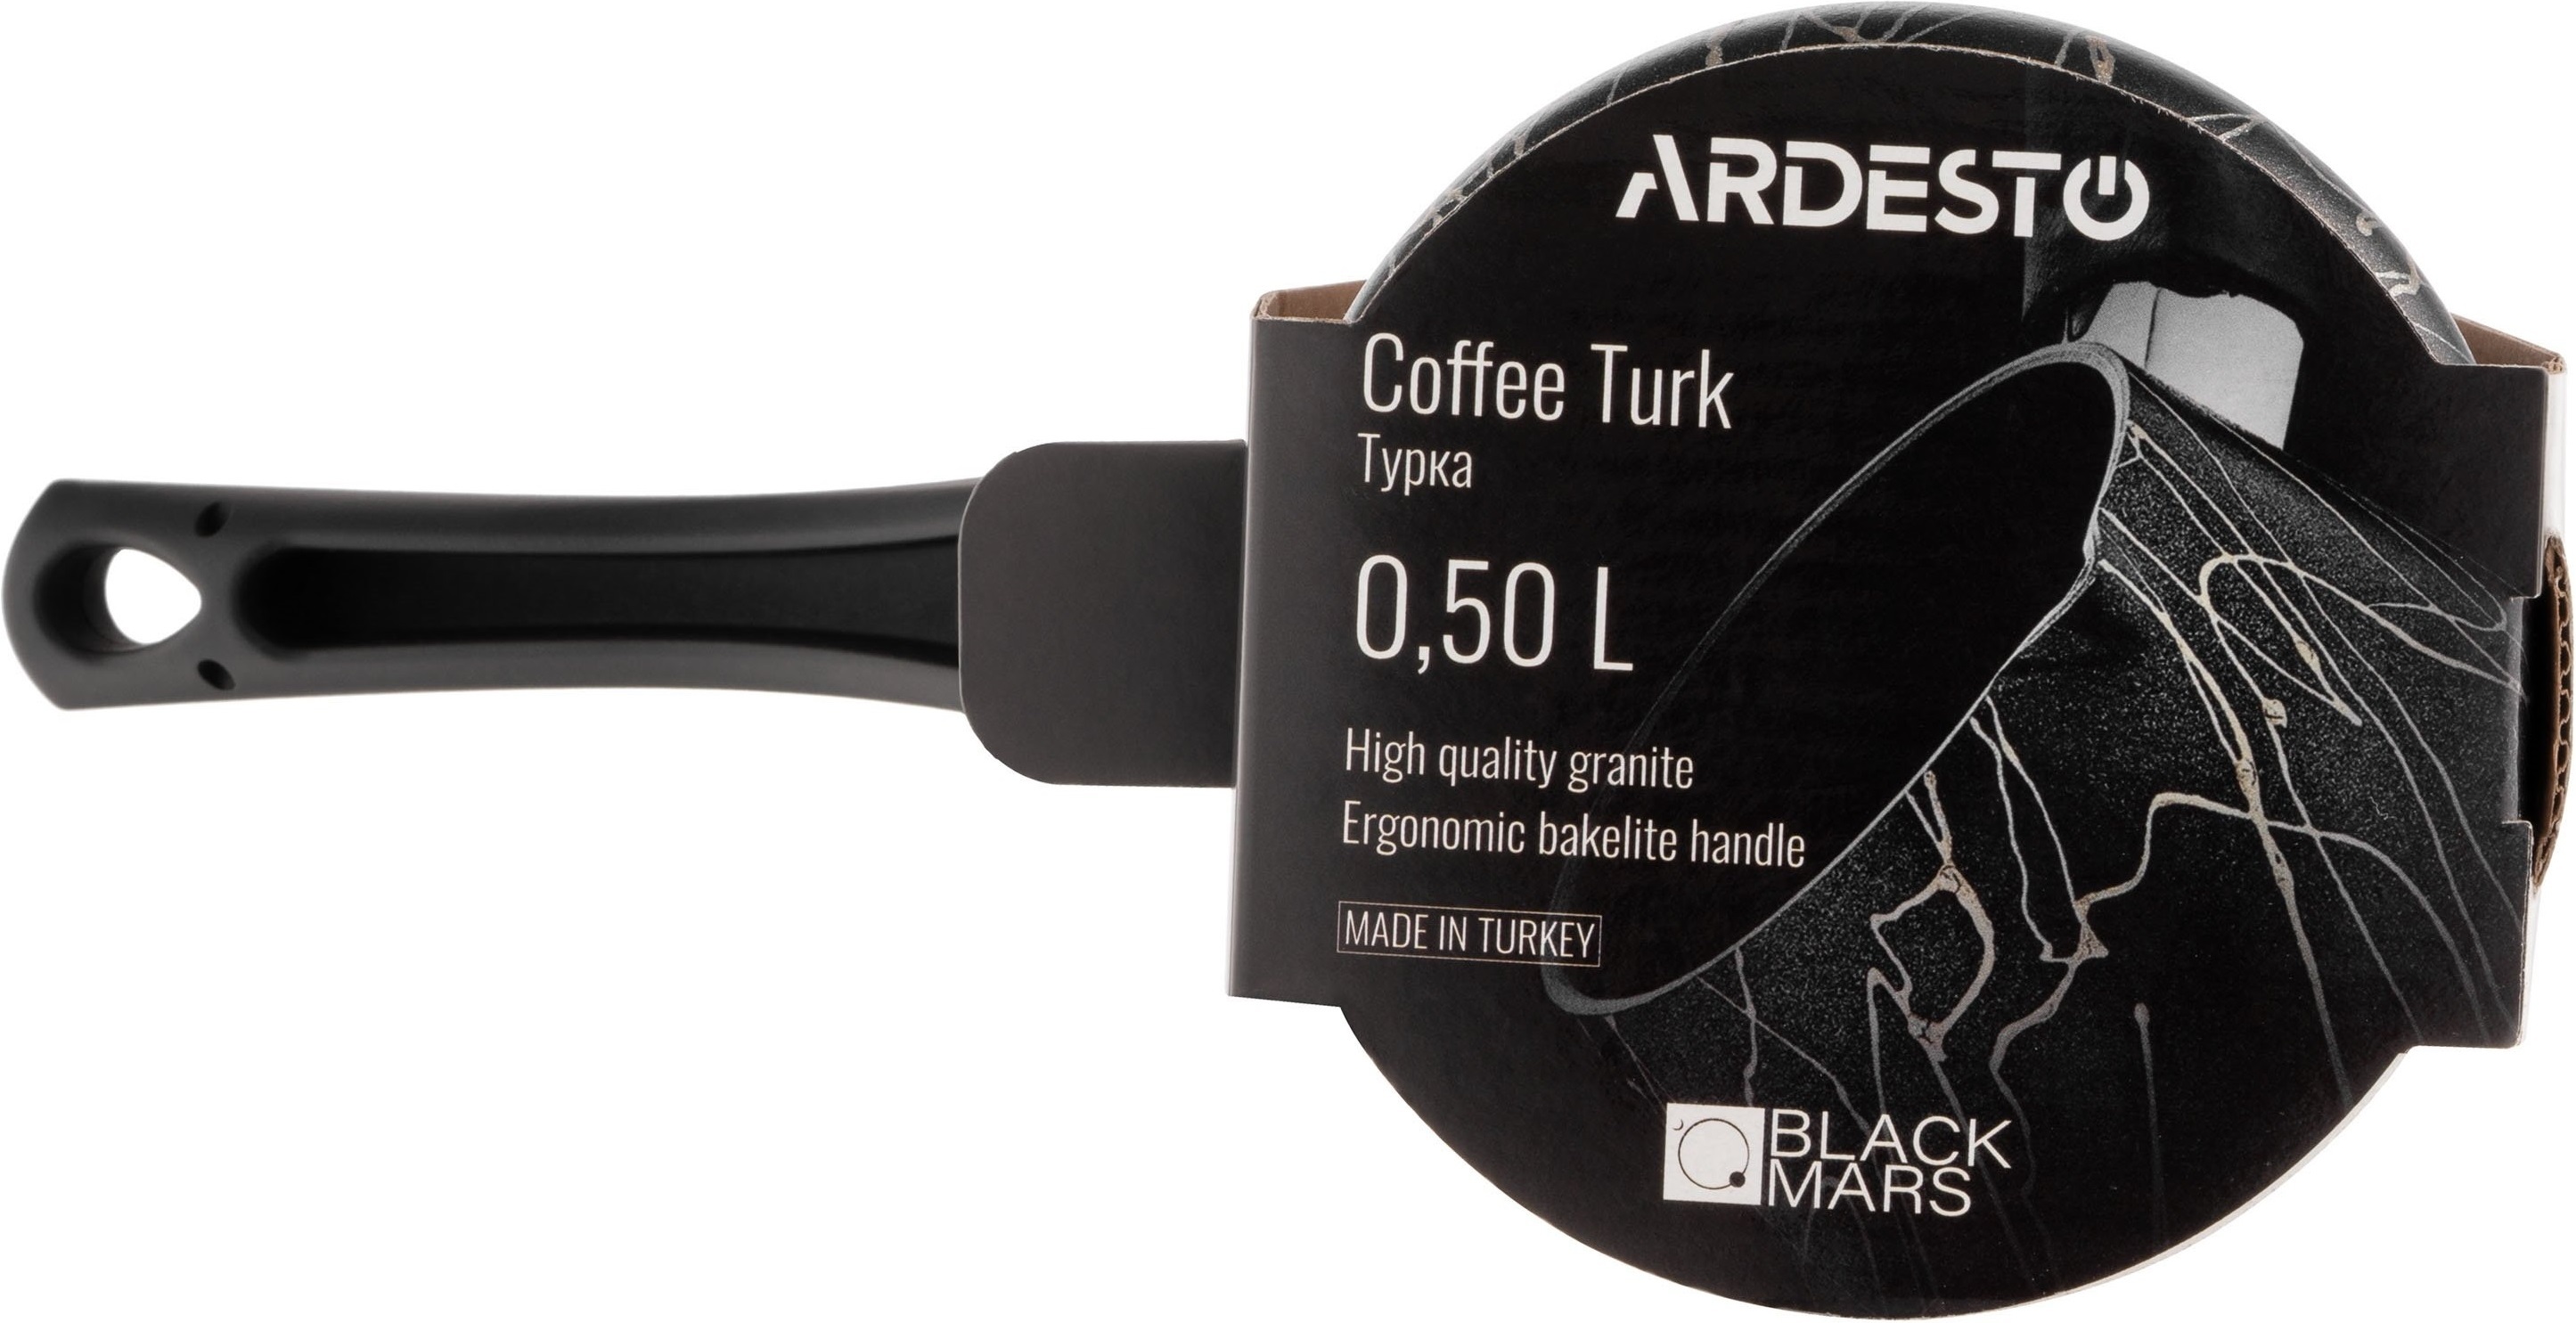 ARDESTO
Coffee Turk
Турка
0,50 L
High quality granite
Ergonomic bakelite handle
MADE IN TURKEY
BLACK
MARS